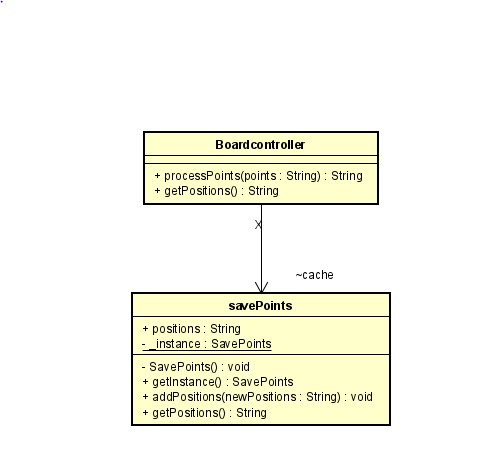 Boardcontroller
+ processPoints(points : String) : String
+ getPositions() : String
X
~cache
savePoints
+ positions : String
- _instance : SavePoints
- SavePoints() : void
+ getInstance() : SavePoints
+ addPositions(newPositions : String) : void
+ getPositions() : String